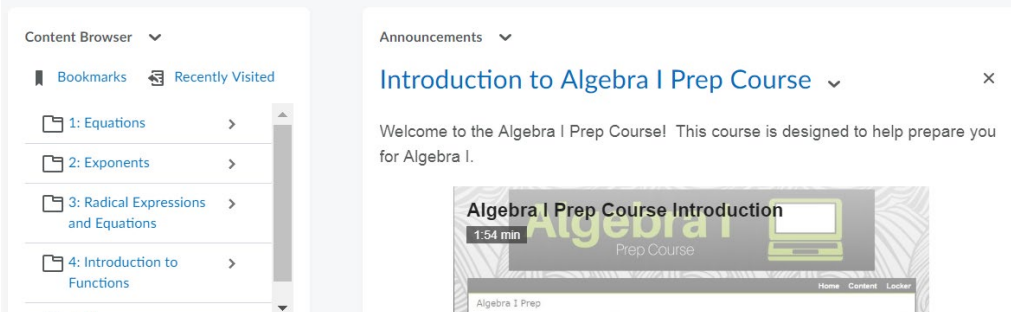 Content Browser
Bookmarks
Recently Visited
1: Equations
2: Exponents
3: Radical Expressions
and Equations
4: Introduction to
Functions
Announcements
Introduction to Algebra I Prep Course
Welcome to the Algebra I Prep Course! This course is designed to help prepare you
for Algebra I.
Algebra I Prep Course Introduction
1:54 min
Algebra I
Prep Course
Home Content Locker
Algebra I Prep